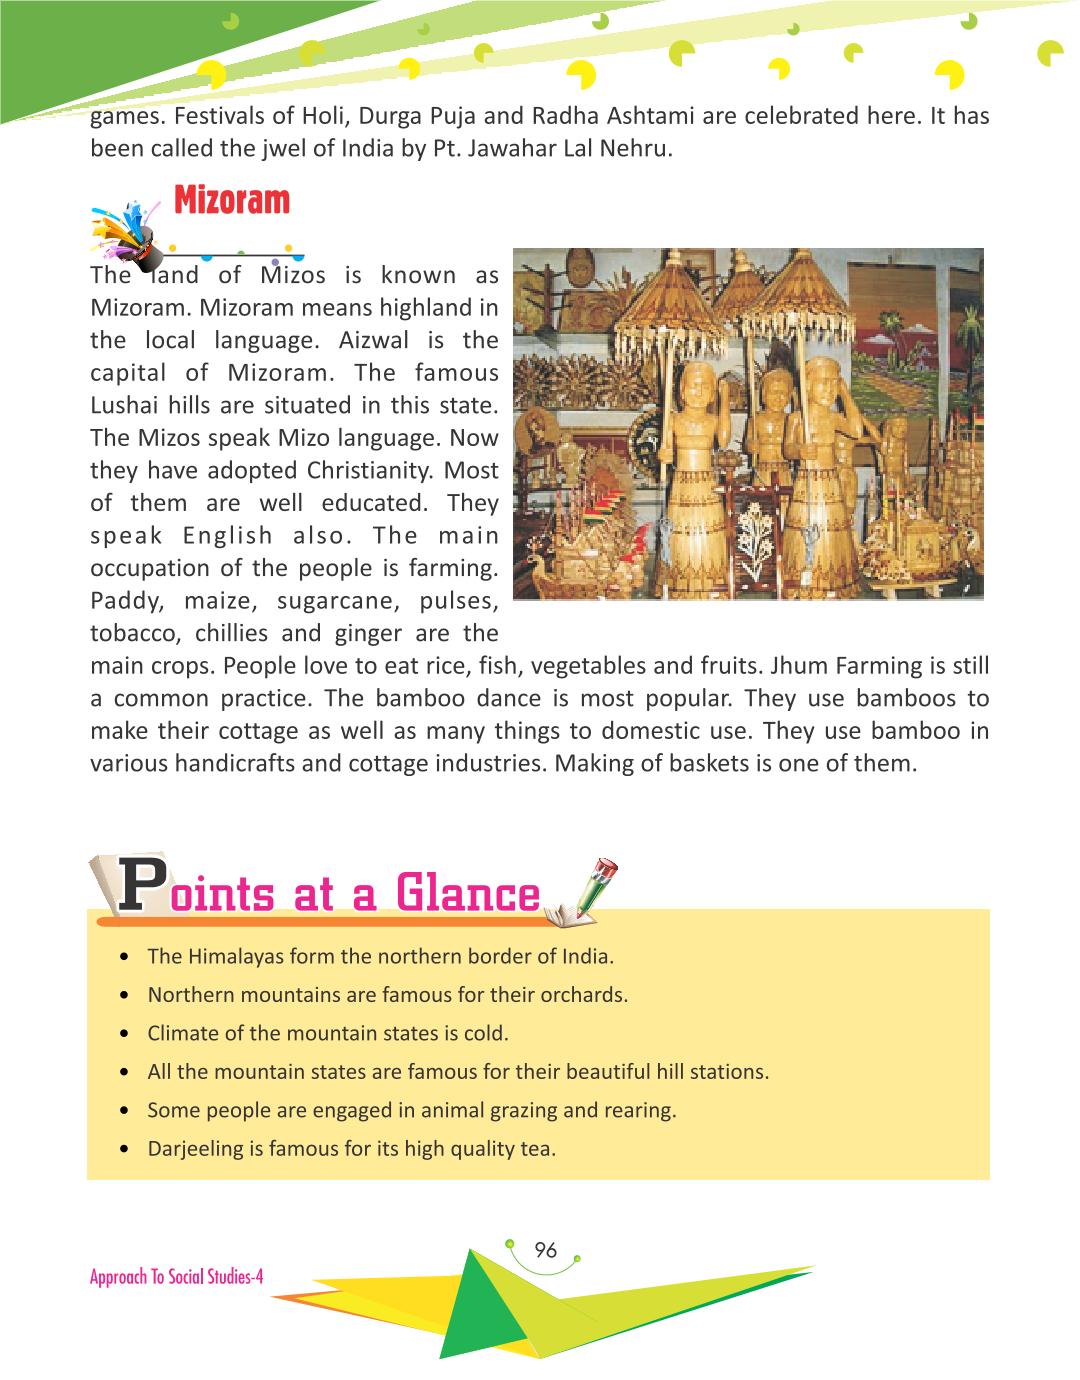 games. Festivals of Holi, Durga Puja and Radha Ashtami are celebrated here. It has
been called the jwel of India by Pt. Jawahar Lal Nehru.
Mizoram
The land of Mizos is known as
Mizoram. Mizoram means highland in
the local language. Aizwal is the
capital of Mizoram. The famous
Lushai hills are situated in this state.
The Mizos speak Mizo language. Now
they have adopted Christianity. Most
of them are well educated. They
speak English also. The main
occupation of the people is farming.
Paddy, maize, sugarcane, pulses,
tobacco, chillies and ginger are the
main crops. People love to eat rice, fish, vegetables and fruits. Jhum Farming is still
a common practice. The bamboo dance is most popular. They use bamboos to
make their cottage as well as many things to domestic use. They use bamboo in
various handicrafts and cottage industries. Making of baskets is one of them.
Points at a Glance
• The Himalayas form the northern border of India.
• Northern mountains are famous for their orchards.
• Climate of the mountain states is cold.
• All the mountain states are famous for their beautiful hill stations.
• Some people are engaged in animal grazing and rearing.
• Darjeeling is famous for its high quality tea.
96
Approach To Social Studies-4